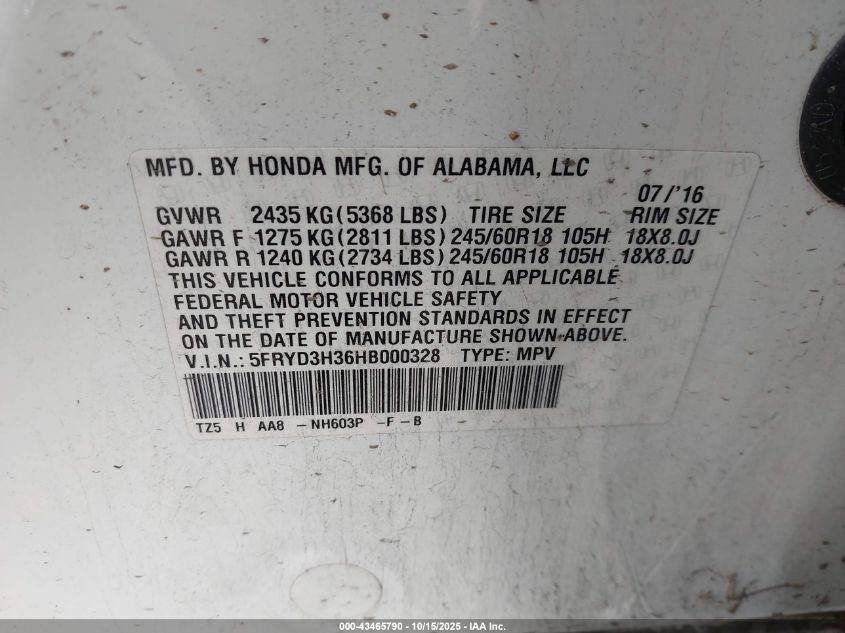 MFD. BY HONDA MFG. OF ALABAMA, LLC
07/'16
GVWR 2435 KG(5368 LBS) TIRE SIZE RIM SIZE
GAWR F 1275 KG(2811 LBS) 245/60R18 105H 18X8.0J
GAWR R 1240 KG(2734 LBS) 245/60R18 105H 18X8.0J
THIS VEHICLE CONFORMS TO ALL APPLICABLE
FEDERAL MOTOR VEHICLE SAFETY
AND THEFT PREVENTION STANDARDS IN EFFECT
ON THE DATE OF MANUFACTURE SHOWN ABOVE.
V.I.N.: 5FRYD3H36HB000328 TYPE: MPV
TZ5 H AA8 - NH603P - F - B
000-43465790 - 10/15/2025 - IAA Inc.